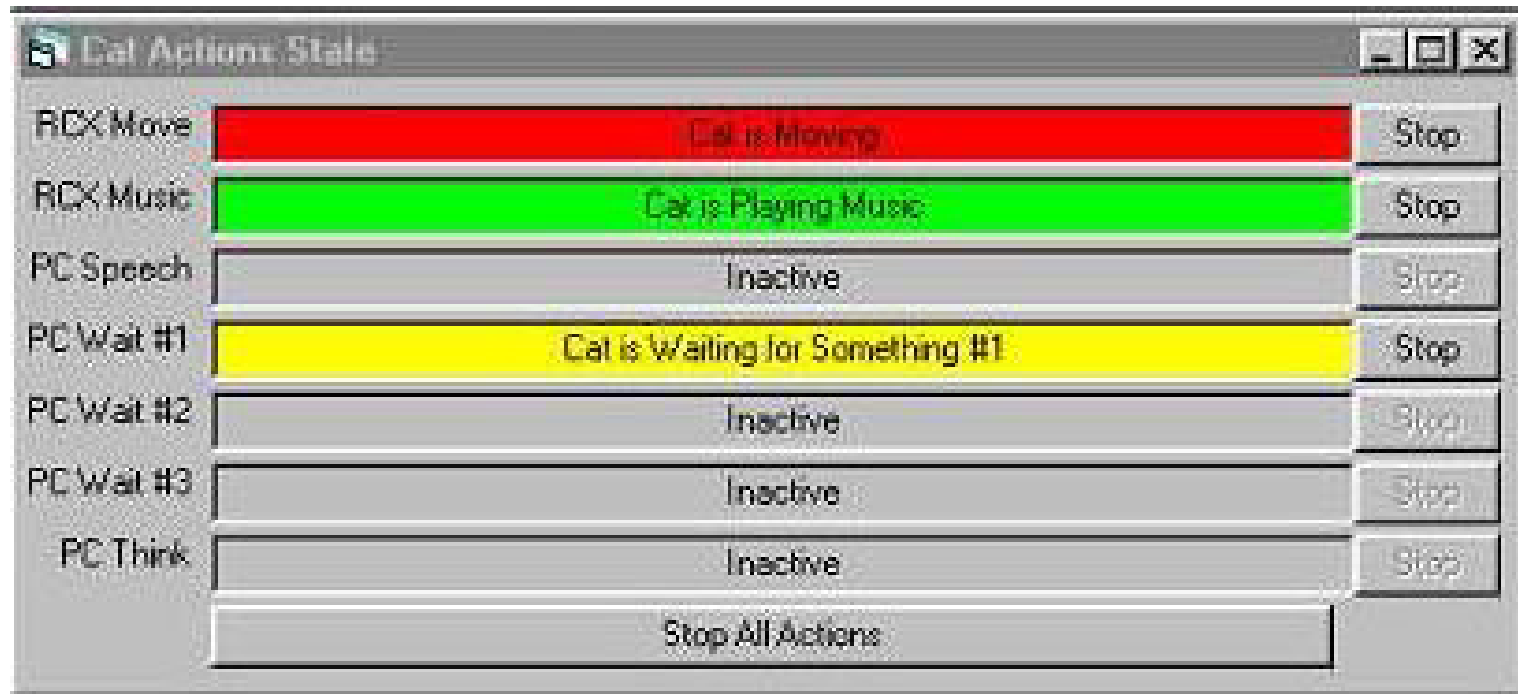 Cat Actions State
RCX Move Cat is Moving Stop
RCX Music Cat is Playing Music Stop
PC Speech Inactive Stop
PC Wait #1 Cat is Waiting for Something #1 Stop
PC Wait #2 Inactive Stop
PC Wait #3 Inactive Stop
PC Think Inactive Stop
Stop All Actions